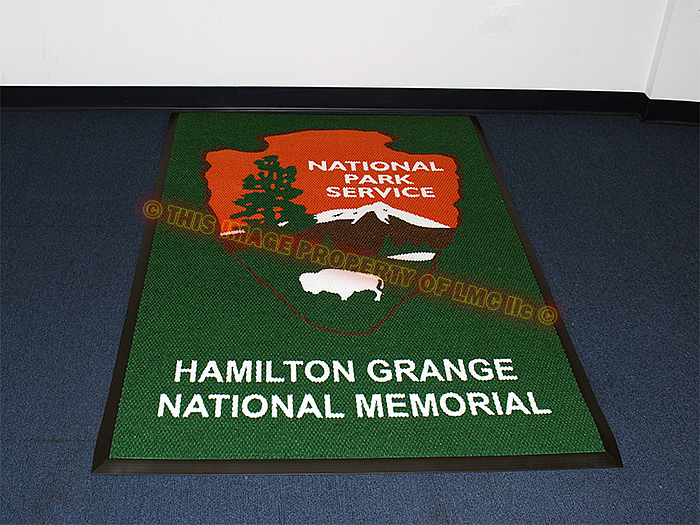 NATIONAL
PARK
SERVICE
© THIS IMAGE PROPERTY OF LMC llc ©
HAMILTON GRANGE
NATIONAL MEMORIAL